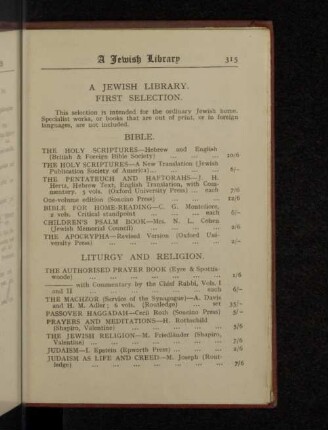 A Jewish Library 315
A JEWISH LIBRARY.
FIRST SELECTION.
This selection is intended for the ordinary Jewish home.
Specialist works, or books that are out of print, or in foreign
languages, are not included.
BIBLE.
THE HOLY SCRIPTURES—Hebrew and English
(British & Foreign Bible Society) ... ... ... 10/6
THE HOLY SCRIPTURES—A New Translation (Jewish
Publication Society of America) ... ... ... 6/-
THE PENTATEUCH AND HAFTORAHS—J. H.
Hertz, Hebrew Text, English Translation, with Com-
mentary. 5 vols. (Oxford University Press) ... each 7/6
One-volume edition (Soncino Press) ... ... ... 12/6
BIBLE FOR HOME-READING—C. G. Montefiore,
2 vols. Critical standpoint ... ... ... each 6/-
CHILDREN'S PSALM BOOK—Mrs. N. L. Cohen
(Jewish Memorial Council) ... ... ... ... 2/6
THE APOCRYPHA—Revised Version (Oxford Uni-
versity Press) ... ... ... ... ... ... 2/-
LITURGY AND RELIGION.
THE AUTHORISED PRAYER BOOK (Eyre & Spottis-
woode) ... ... ... ... ... ... 1/6
—— with Commentary by the Chief Rabbi, Vols. I
and II ... ... ... ... ... ... each 6/-
THE MACHZOR (Service of the Synagogue)—A. Davis
and H. M. Adler; 6 vols. [Routledge] ... set 35/-
PASSOVER HAGGADAH—Cecil Roth (Soncino Press) 3/-
PRAYERS AND MEDITATIONS—H. Rothschild
(Shapiro, Valentine) ... ... ... ... 3/6
THE JEWISH RELIGION—M. Friedländer (Shapiro,
Valentine) ... ... ... ... ... ... 7/6
JUDAISM—I. Epstein (Epworth Press) ... ... ... 2/6
JUDAISM AS LIFE AND CREED—M. Joseph (Rout-
ledge) ... ... ... ... ... ... 7/6